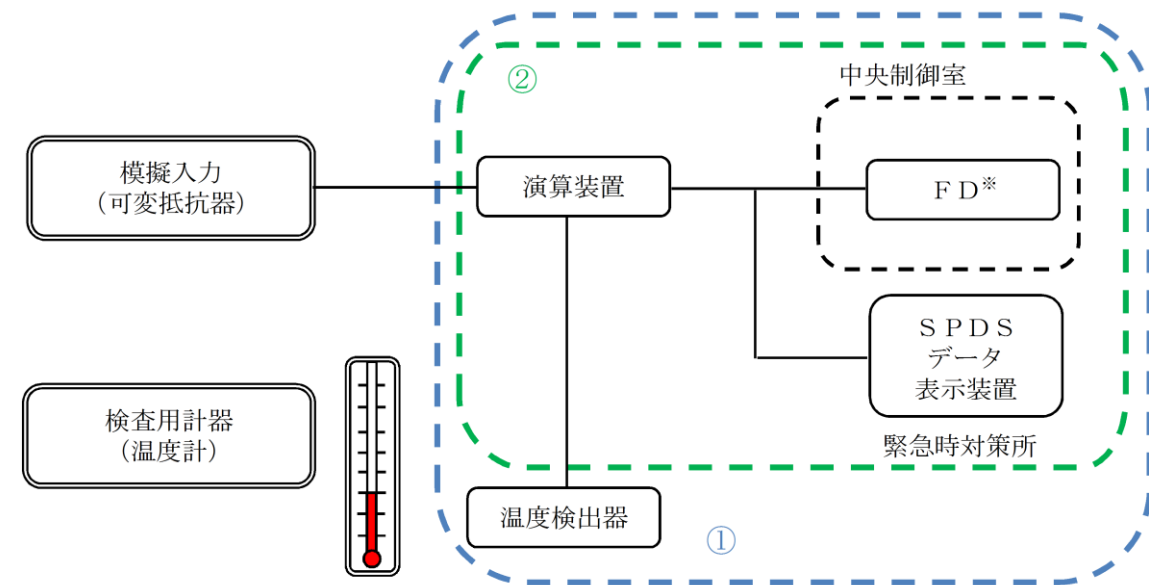 ②
中央制御室
模擬入力
（可変抵抗器）
演算装置
ＦＤ※
ＳＰＤＳ
データ
表示装置
検査用計器
（温度計）
緊急時対策所
温度検出器
①